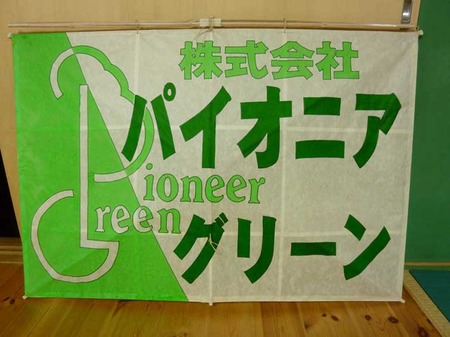 株式会社
パイオニア
Pioneer
Green
グリーン